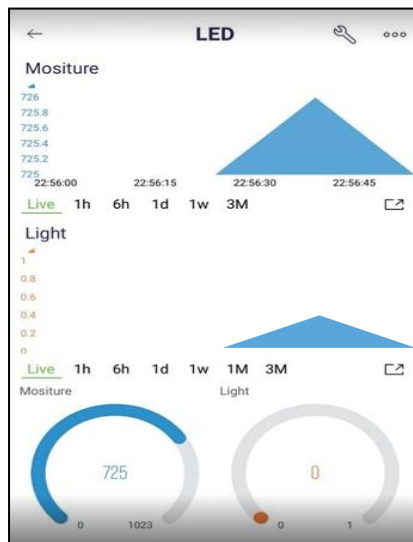 LED
Mositure
726
725.8
725.6
725.4
725.2
725
22:56:00 22:56:15 22:56:30 22:56:45
Live 1h 6h 1d 1w 3M
Light
1
0.8
0.6
0.4
0.2
Live 1h 6h 1d 1w 1M 3M
Mositure Light
725 0
0 1023 0 1